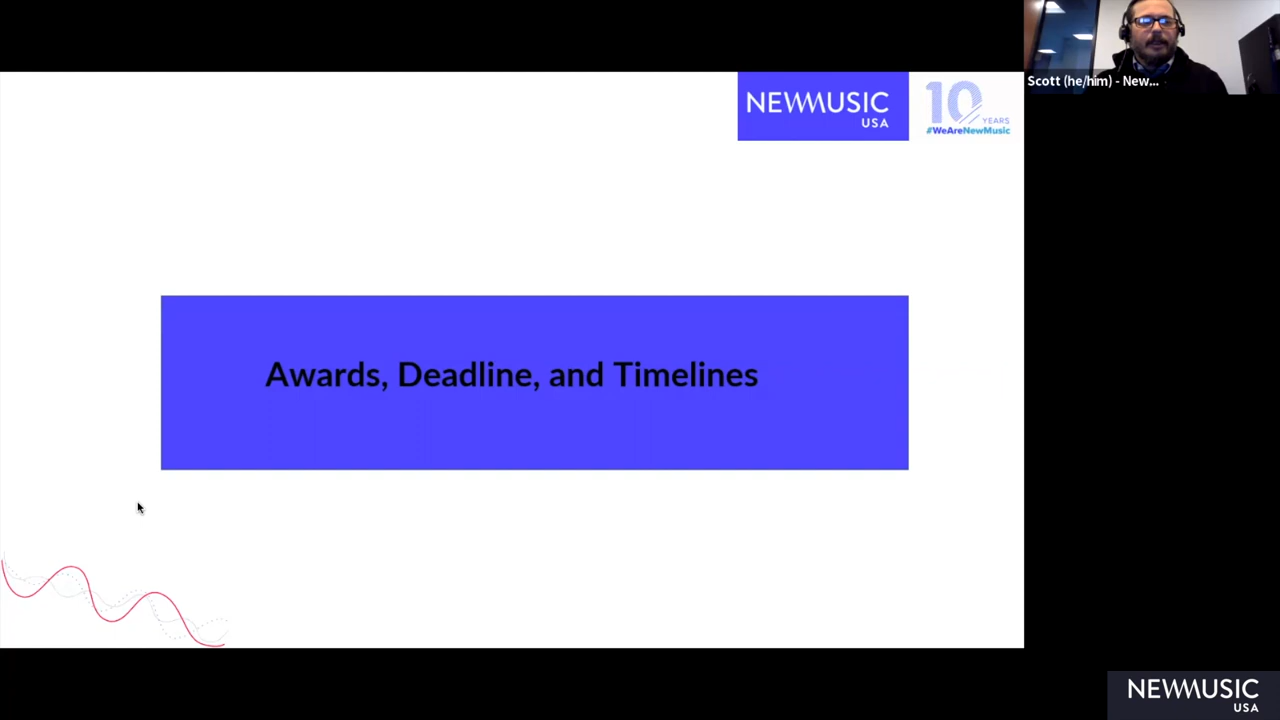 NEWMUSIC
USA
10
YEARS
#WeAreNewMusic
Scott (he/him) - New...
Awards, Deadline, and Timelines
NEWMUSIC
USA